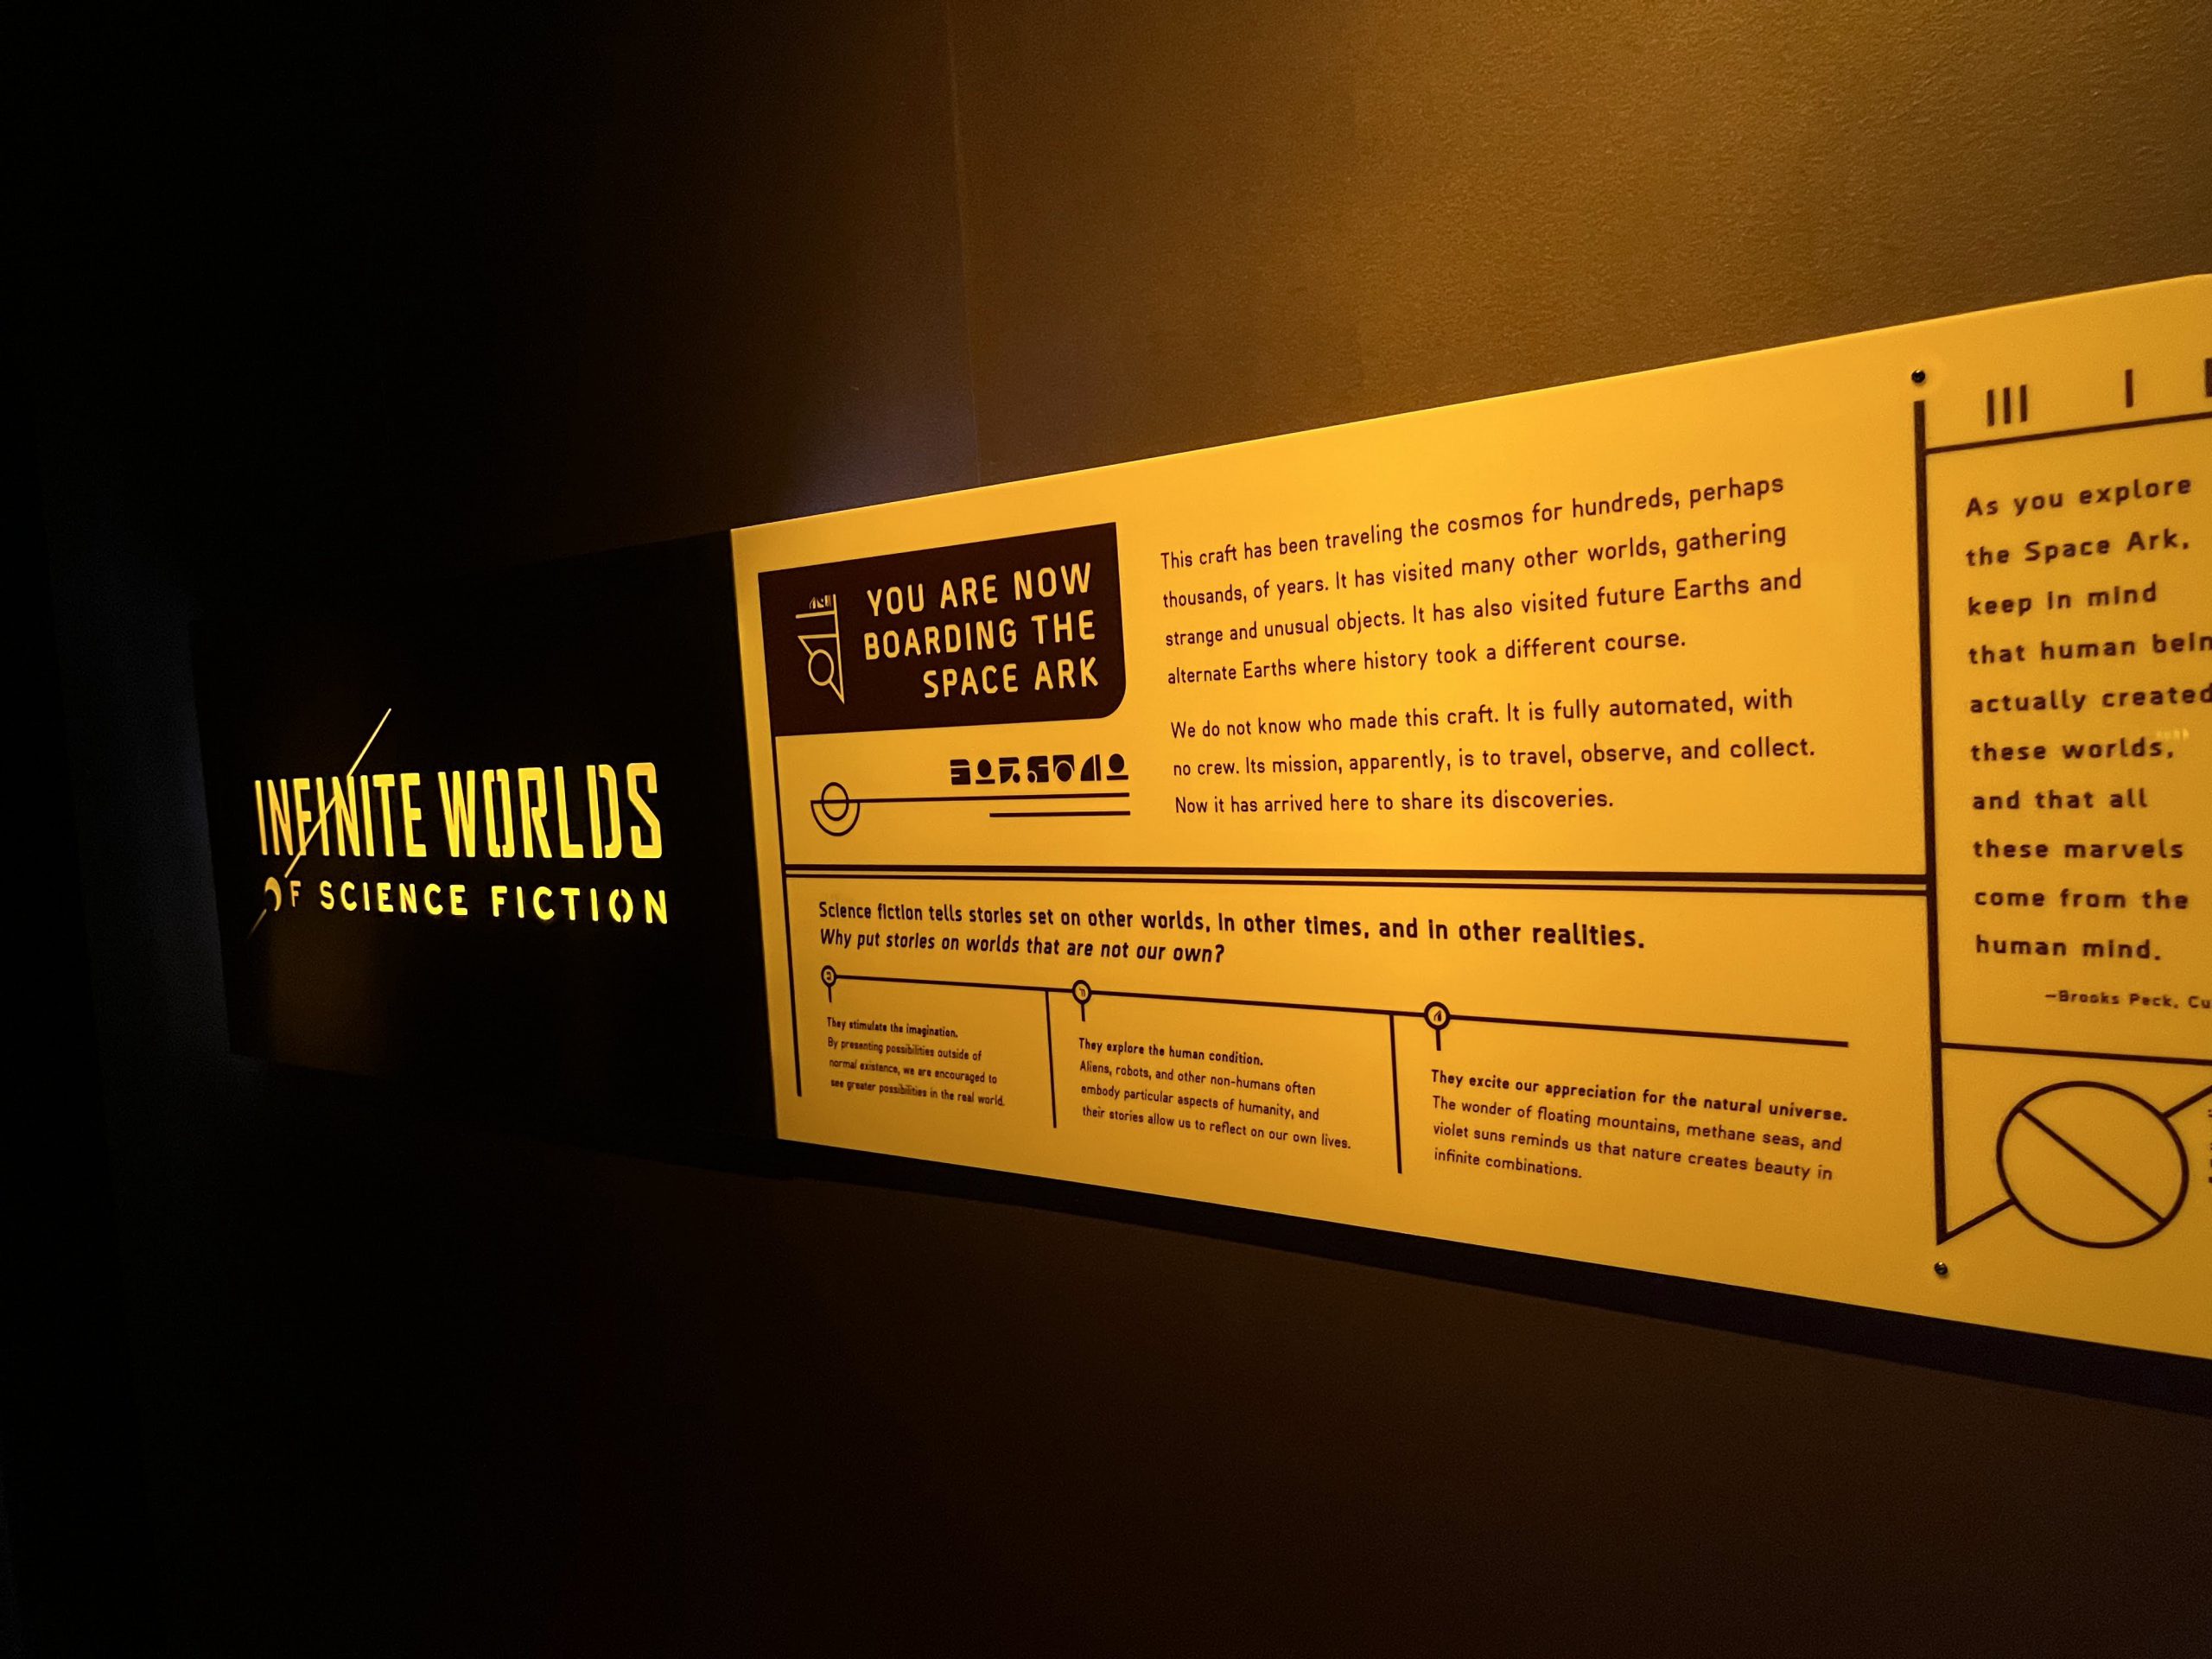 INFINITE WORLDS
OF SCIENCE FICTION
YOU ARE NOW
BOARDING THE
SPACE ARK
This craft has been traveling the cosmos for hundreds, perhaps
thousands, of years. It has visited many other worlds, gathering
strange and unusual objects. It has also visited future Earths and
alternate Earths where history took a different course.
We do not know who made this craft. It is fully automated, with
no crew. Its mission, apparently, is to travel, observe, and collect.
Now it has arrived here to share its discoveries.
Science fiction tells stories set on other worlds, in other times, and in other realities.
Why put stories on worlds that are not our own?
They stimulate the imagination.
By presenting possibilities outside of
normal existence, we are encouraged to
see greater possibilities in the real world.
They explore the human condition.
Aliens, robots, and other non-humans often
embody particular aspects of humanity, and
their stories allow us to reflect on our own lives.
They excite our appreciation for the natural universe.
The wonder of floating mountains, methane seas, and
violet suns reminds us that nature creates beauty in
infinite combinations.
As you explore
the Space Ark,
keep in mind
that human bein
actually created
these worlds,
and that all
these marvels
come from the
human mind.
—Brooks Peck, Cu